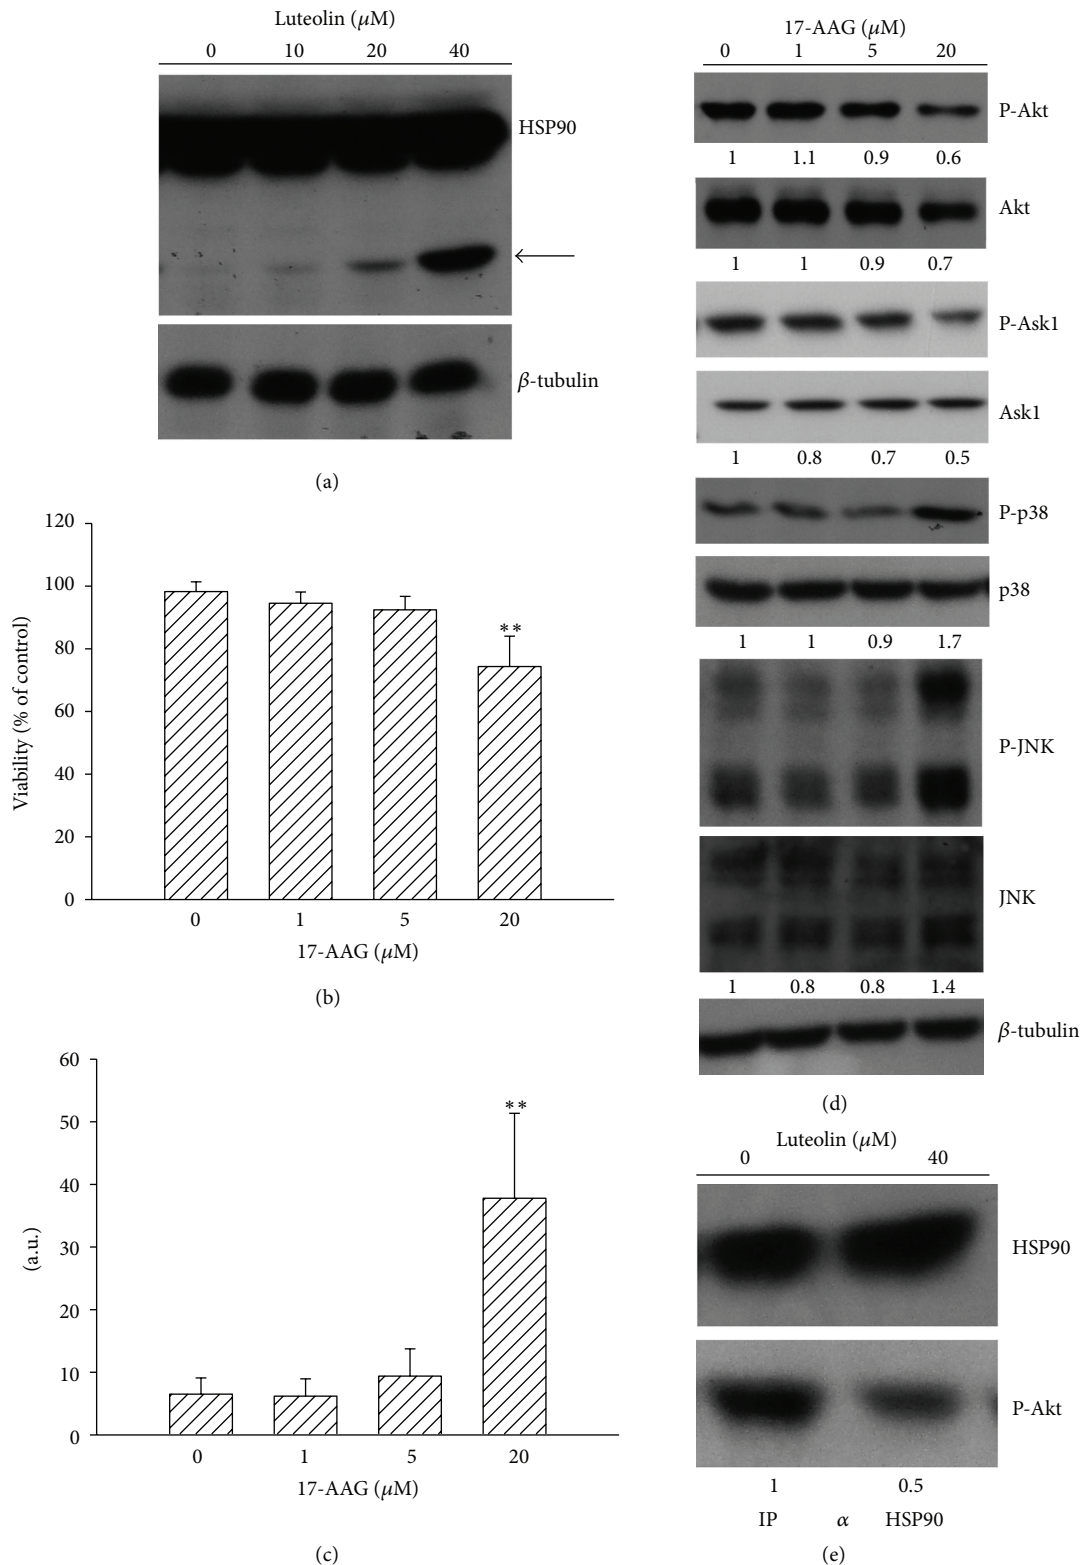 Luteolin (μM)
0 10 20 40
HSP90
β-tubulin
(a)
120
100
80
60
40
20
0
Viability (% of control)
**
0 1 5 20
17-AAG (μM)
(b)
60
50
40
30
20
10
0
(a.u.)
**
0 1 5 20
17-AAG (μM)
(c)
17-AAG (μM)
0 1 5 20
P-Akt
1 1.1 0.9 0.6
Akt
1 1 0.9 0.7
P-Ask1
Ask1
1 0.8 0.7 0.5
P-p38
p38
1 1 0.9 1.7
P-JNK
JNK
1 0.8 0.8 1.4
β-tubulin
(d)
Luteolin (μM)
0 40
HSP90
P-Akt
1 0.5
IP α HSP90
(e)